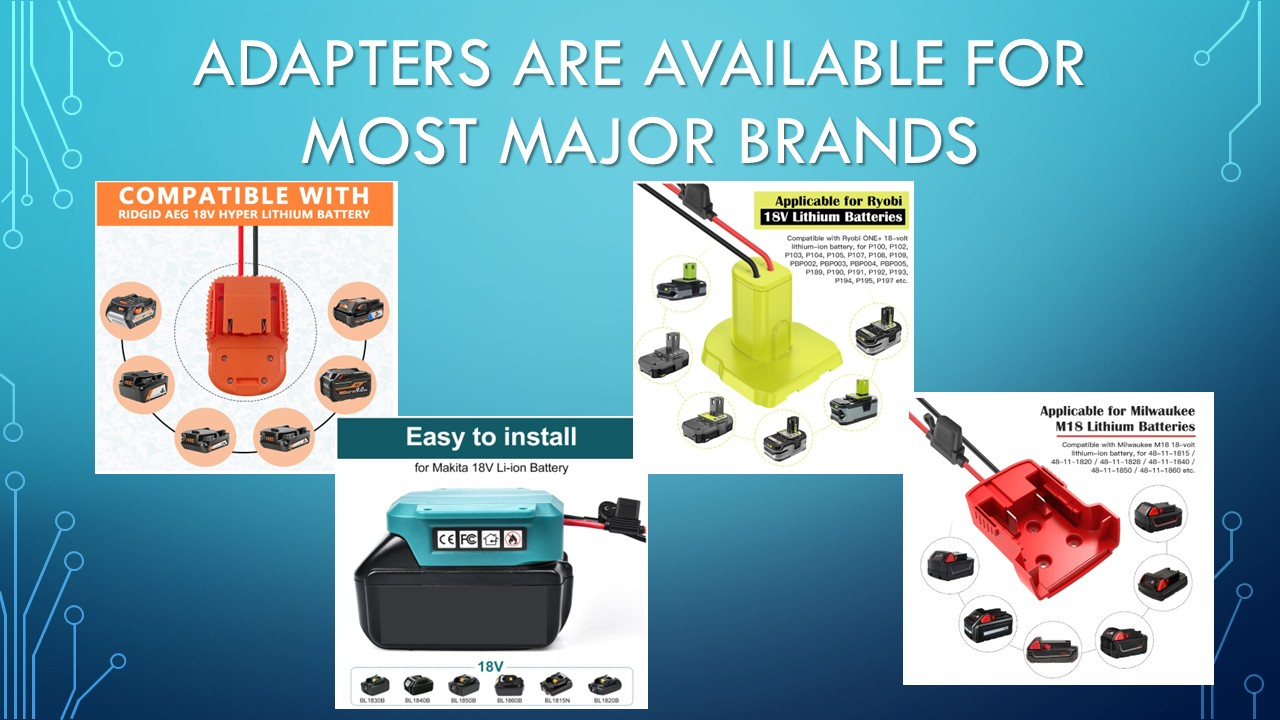 ADAPTERS ARE AVAILABLE FOR
MOST MAJOR BRANDS
COMPATIBLE WITH
RIDGID AEG 18V HYPER LITHIUM BATTERY
Applicable for Ryobi
18V Lithium Batteries
Compatible with Ryobi ONE+ 18-volt
lithium-ion battery, for P100, P102,
P103, P104, P105, P107, P108, P109,
PBP002, PBP003, PBP004, PBP005,
P189, P190, P191, P192, P193,
P194, P195, P197 etc.
Easy to install
for Makita 18V Li-ion Battery
CE FC
18V
BL1830B BL1840B BL1850B BL1860B BL1815N BL1820B
Applicable for Milwaukee
M18 Lithium Batteries
Compatible with Milwaukee M18 18-volt
lithium-ion battery, for 48-11-1815 /
48-11-1820 / 48-11-1828 / 48-11-1840 /
48-11-1850 / 48-11-1860 etc.